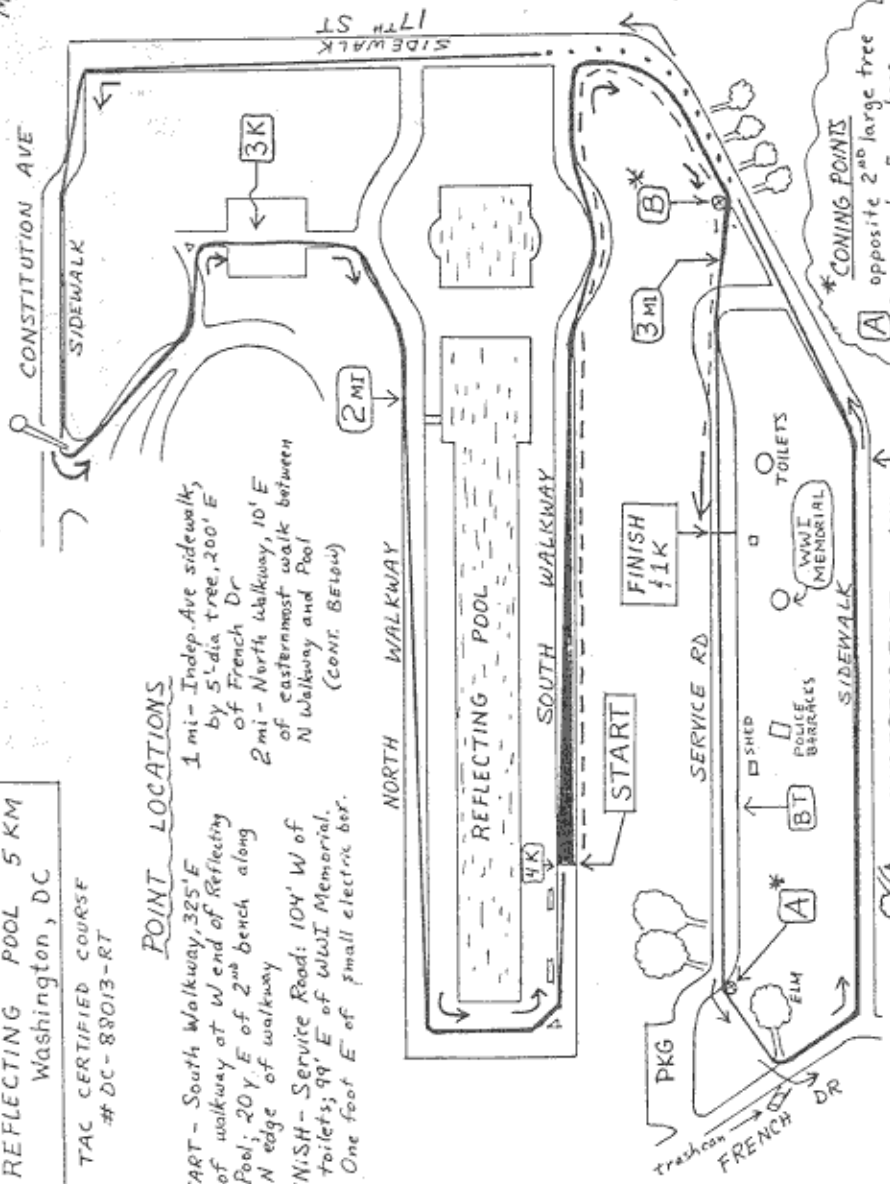 REFLECTING POOL 5 KM
Washington, DC
TAC CERTIFIED COURSE
# DC-88013-RT
POINT LOCATIONS
ART - South Walkway, 325' E
of walkway at W end of Reflecting
Pool; 20 Y. E of 2ND bench along
N edge of walkway
NISH - Service Road: 104' W of
toilets; 99' E of WWI Memorial.
One foot E of small electric box.
1 mi - Indep. Ave sidewalk,
by 5'-dia tree, 200' E
of French Dr
2 mi - North Walkway, 10' E
of easternmost walk between
N Walkway and Pool
(CONT. BELOW)
CONSTITUTION AVE
SIDEWALK
17TH ST
SIDEWALK
3K
2 MI
NORTH WALKWAY
REFLECTING POOL
SOUTH WALKWAY
4K
START
FINISH
& 1K
3 MI
B
*
SERVICE RD
SHED
POLICE
BARRACKS
WWI
MEMORIAL
TOILETS
BT
A
*
ELM
PKG
trashcan
FRENCH DR
SIDEWALK
* CONING POINTS
A opposite 2ND large tree